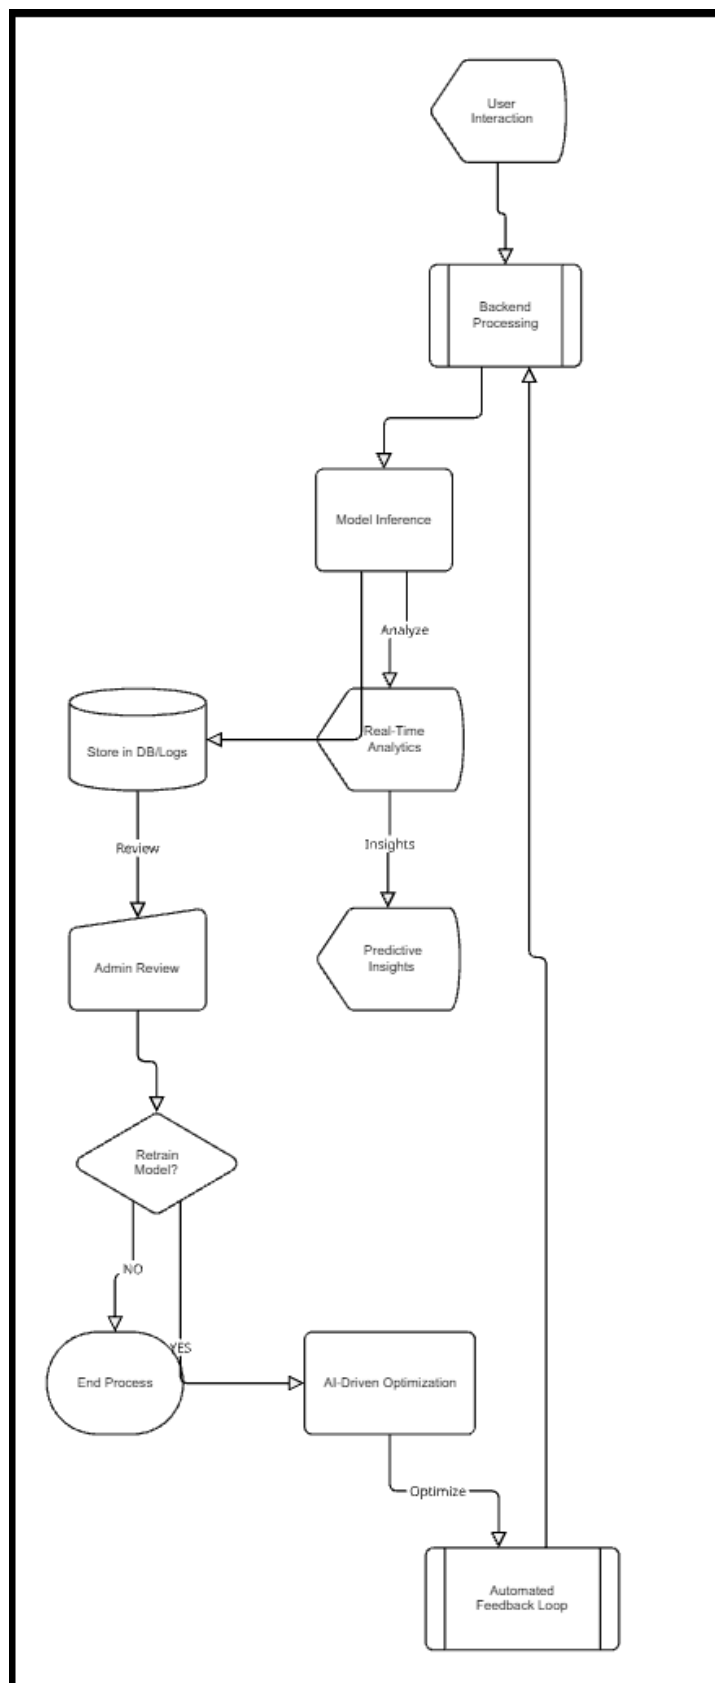 User
Interaction
Backend
Processing
Model Inference
Analyze
Store in DB/Logs
Real-Time
Analytics
Review
Insights
Admin Review
Predictive
Insights
Retrain
Model?
NO
YES
End Process
AI-Driven Optimization
Optimize
Automated
Feedback Loop